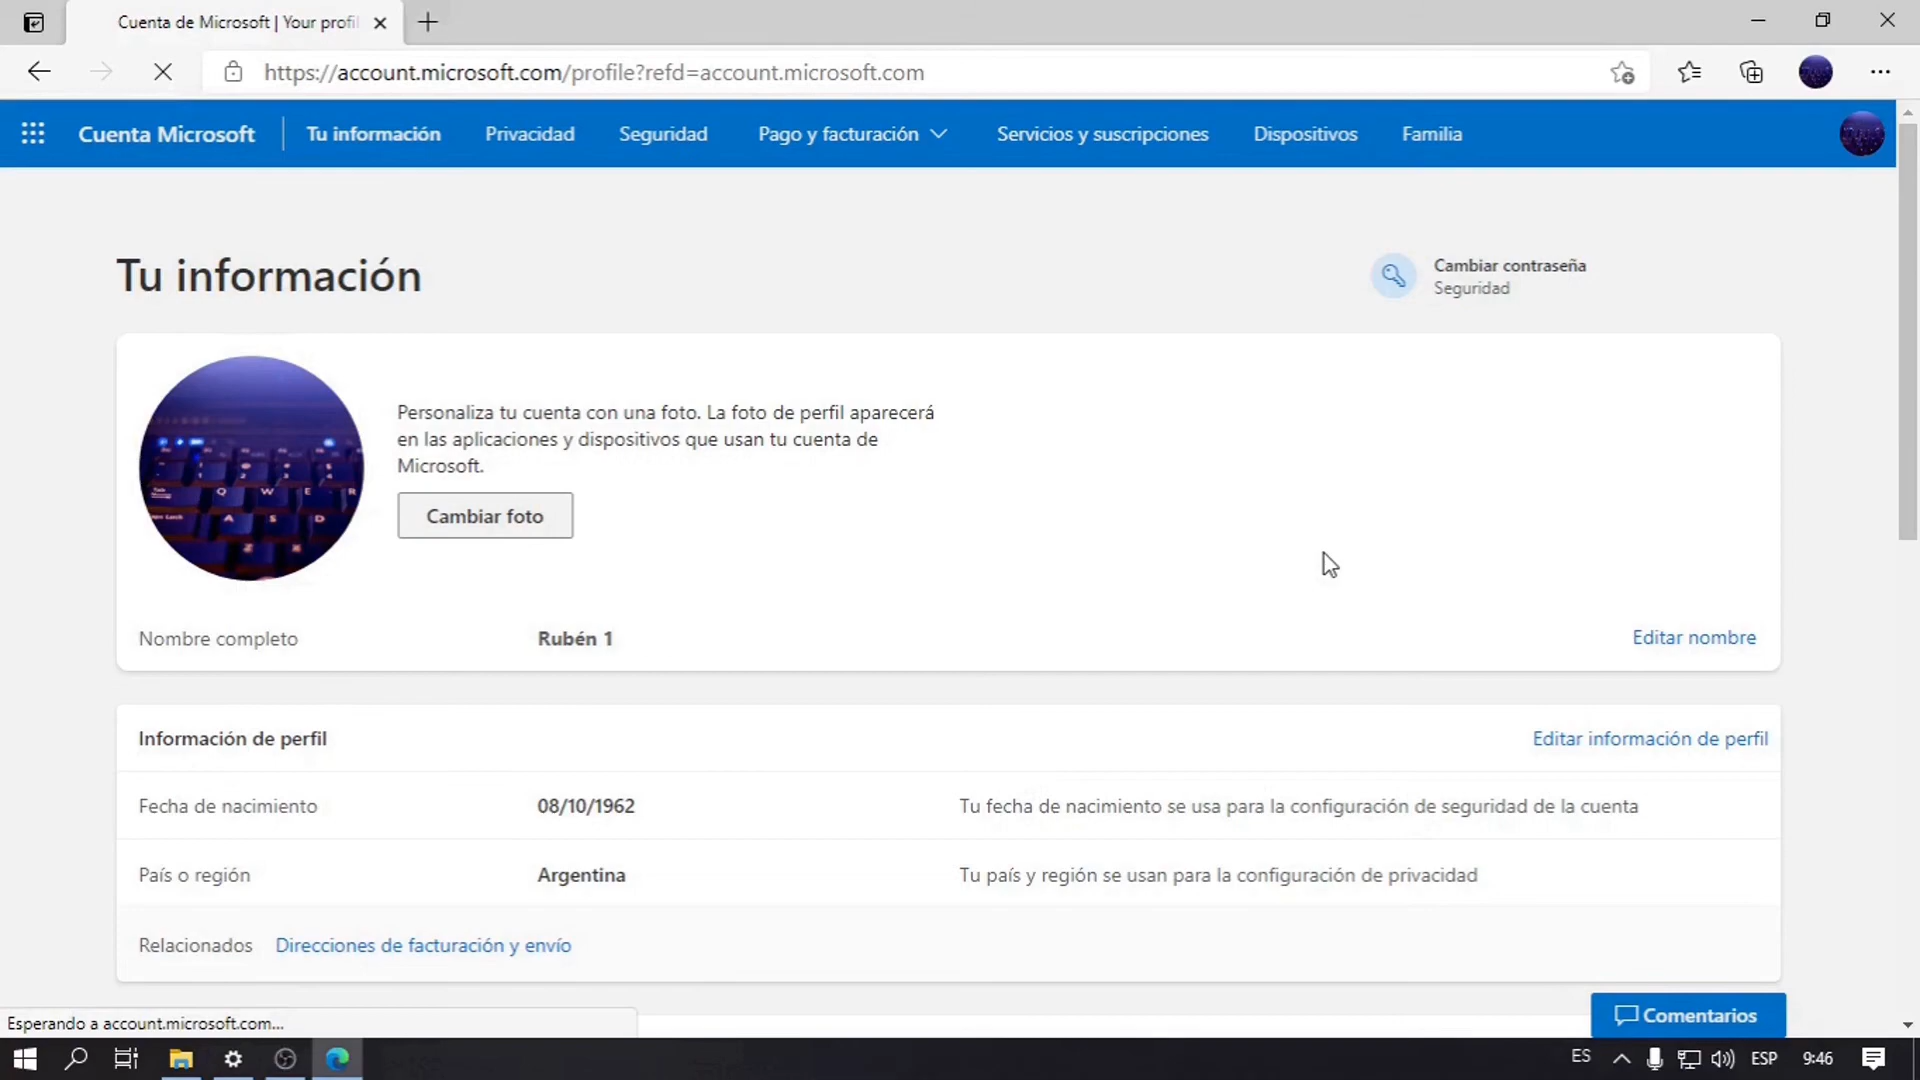 Cuenta de Microsoft | Your profi
https://account.microsoft.com/profile?refd=account.microsoft.com
Cuenta Microsoft
Tu información
Privacidad
Seguridad
Pago y facturación
Servicios y suscripciones
Dispositivos
Familia
Tu información
Cambiar contraseña
Seguridad
Personaliza tu cuenta con una foto. La foto de perfil aparecerá
en las aplicaciones y dispositivos que usan tu cuenta de
Microsoft.
Cambiar foto
Q W E R
A S D
Z X
Nombre completo
Rubén 1
Editar nombre
Información de perfil
Editar información de perfil
Fecha de nacimiento
08/10/1962
Tu fecha de nacimiento se usa para la configuración de seguridad de la cuenta
País o región
Argentina
Tu país y región se usan para la configuración de privacidad
Relacionados
Direcciones de facturación y envío
Comentarios
Esperando a account.microsoft.com...
ES
ESP
9:46